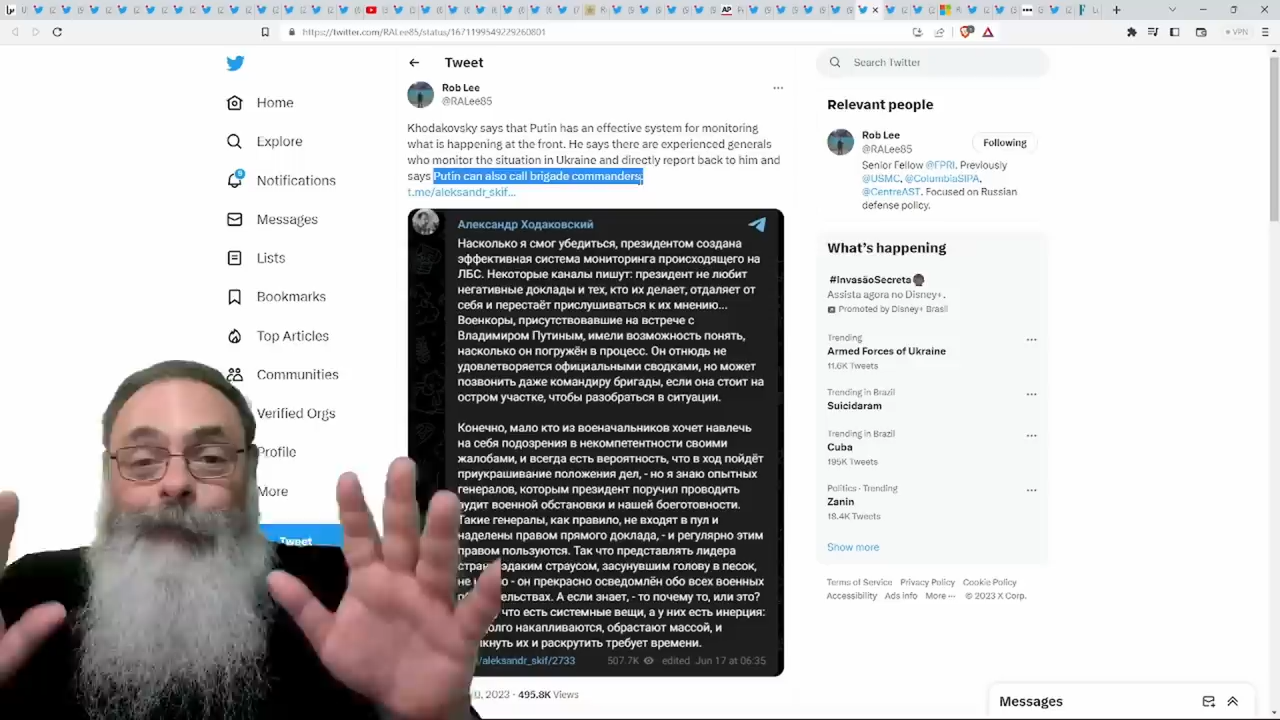 https://twitter.com/RALee85/status/1671199549229260801
VPN
Home
Explore
9
Notifications
Messages
Lists
Bookmarks
Top Articles
Communities
Verified Orgs
Profile
More
Tweet
Tweet
Rob Lee
@RALee85
Khodakovsky says that Putin has an effective system for monitoring
what is happening at the front. He says there are experienced generals
who monitor the situation in Ukraine and directly report back to him and
says Putin can also call brigade commanders.
t.me/aleksandr_skif...
Александр Ходаковский
Насколько я смог убедиться, президентом создана
эффективная система мониторинга происходящего на
ЛБС. Некоторые каналы пишут: президент не любит
негативные доклады и тех, кто их делает, отдаляет от
себя и перестаёт прислушиваться к их мнению...
Военкоры, присутствовавшие на встрече с
Владимиром Путиным, имели возможность понять,
насколько он погружён в процесс. Он отнюдь не
удовлетворяется официальными сводками, но может
позвонить даже командиру бригады, если она стоит на
остром участке, чтобы разобраться в ситуации.
Конечно, мало кто из военачальников хочет навлечь
на себя подозрения в некомпетентности своими
жалобами, и всегда есть вероятность, что в ход пойдёт
приукрашивание положения дел, - но я знаю опытных
генералов, которым президент поручил проводить
аудит военной обстановки и нашей боеготовности.
Такие генералы, как правило, не входят в пул и
наделены правом прямого доклада, - и регулярно этим
правом пользуются. Так что представлять лидера
эдаким страусом, засунувшим голову в песок,
не - он прекрасно осведомлён обо всех военных
А если знает, - то почему то, или это?
что есть системные вещи, а у них есть инерция:
долго накапливаются, обрастают массой, и
их и раскрутить требует времени.
/aleksandr_skif/2733 507.7K edited Jun 17 at 06:35
0, 2023 · 495.8K Views
Search Twitter
Relevant people
Rob Lee
@RALee85
Following
Senior Fellow @FPRI. Previously
@USMC, @ColumbiaSIPA,
@CentreAST. Focused on Russian
defense policy.
What's happening
#InvasãoSecreta
Assista agora no Disney+.
Promoted by Disney+ Brasil
Trending
Armed Forces of Ukraine
11.6K Tweets
Trending in Brazil
Suicidaram
Trending in Brazil
Cuba
195K Tweets
Politics · Trending
Zanin
18.4K Tweets
Show more
Terms of Service Privacy Policy Cookie Policy
Accessibility Ads info More ··· © 2023 X Corp.
Messages